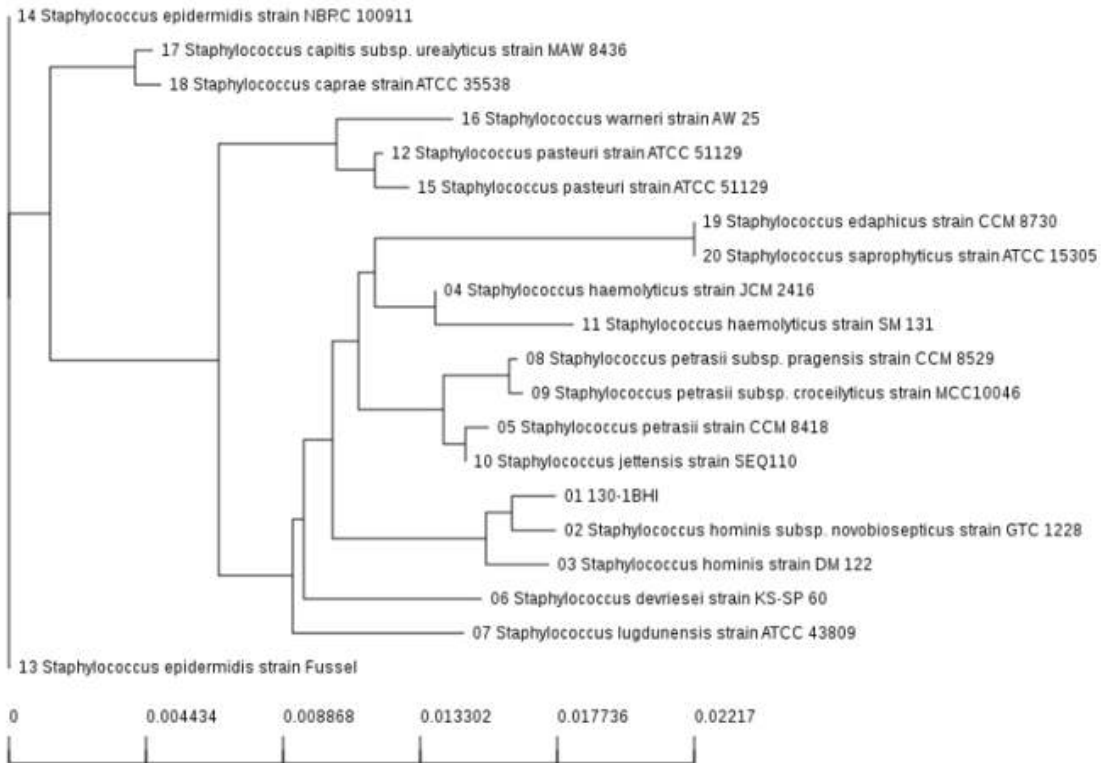 14 Staphylococcus epidermidis strain NBRC 100911
17 Staphylococcus capitis subsp. urealyticus strain MAW 8436
18 Staphylococcus caprae strain ATCC 35538
16 Staphylococcus warneri strain AW 25
12 Staphylococcus pasteuri strain ATCC 51129
15 Staphylococcus pasteuri strain ATCC 51129
19 Staphylococcus edaphicus strain CCM 8730
20 Staphylococcus saprophyticus strain ATCC 15305
04 Staphylococcus haemolyticus strain JCM 2416
11 Staphylococcus haemolyticus strain SM 131
08 Staphylococcus petrasii subsp. pragensis strain CCM 8529
09 Staphylococcus petrasii subsp. croceilyticus strain MCC10046
05 Staphylococcus petrasii strain CCM 8418
10 Staphylococcus jettensis strain SEQ110
01 130-1BHI
02 Staphylococcus hominis subsp. novobiosepticus strain GTC 1228
03 Staphylococcus hominis strain DM 122
06 Staphylococcus devriesei strain KS-SP 60
07 Staphylococcus lugdunensis strain ATCC 43809
13 Staphylococcus epidermidis strain Fussel
0 0.004434 0.008868 0.013302 0.017736 0.02217